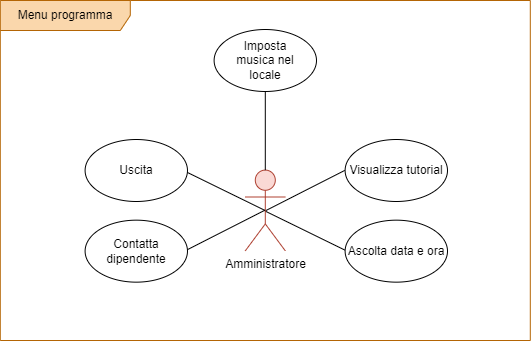 Menu programma
Imposta
musica nel
locale
Uscita
Visualizza tutorial
Contatta
dipendente
Ascolta data e ora
Amministratore